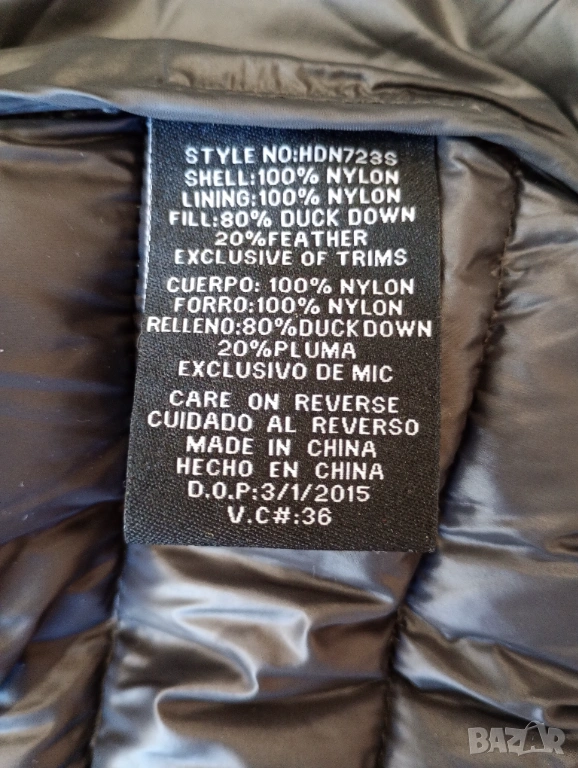 STYLE NO:HDN723S
SHELL:100% NYLON
LINING:100% NYLON
FILL:80% DUCK DOWN
20%FEATHER
EXCLUSIVE OF TRIMS
CUERPO: 100% NYLON
FORRO:100% NYLON
RELLENO:80%DUCK DOWN
20%PLUMA
EXCLUSIVO DE MIC
CARE ON REVERSE
CUIDADO AL REVERSO
MADE IN CHINA
HECHO EN CHINA
D.O.P:3/1/2015
V.C#:36
BAZAR